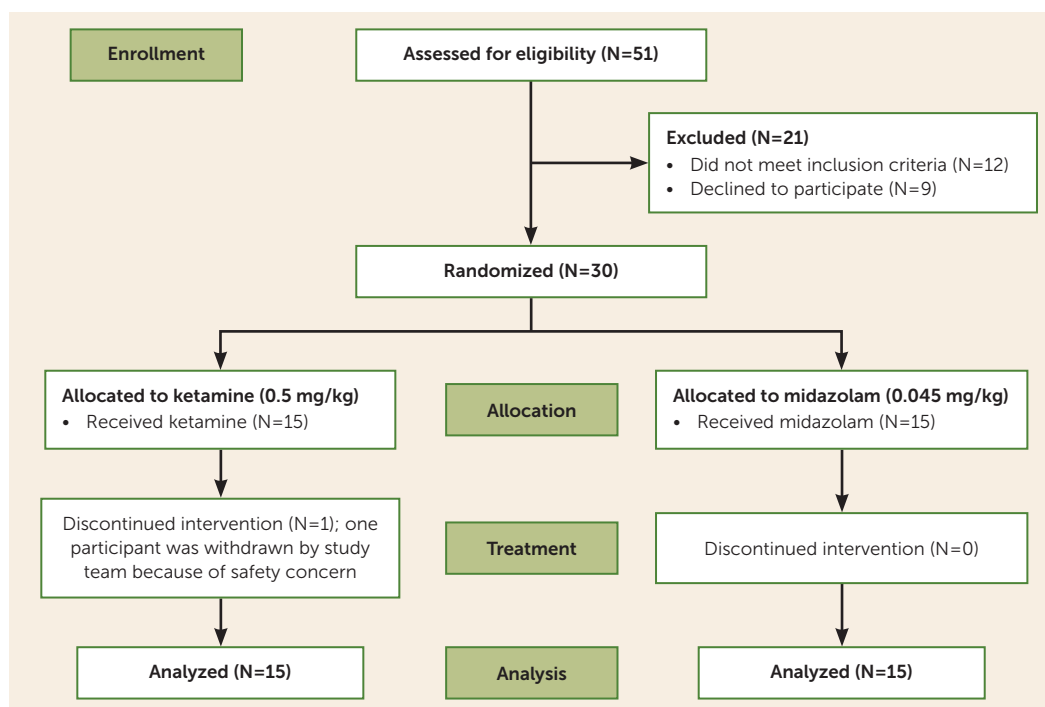 Enrollment
Assessed for eligibility (N=51)
Excluded (N=21)
• Did not meet inclusion criteria (N=12)
• Declined to participate (N=9)
Randomized (N=30)
Allocated to ketamine (0.5 mg/kg)
• Received ketamine (N=15)
Allocation
Allocated to midazolam (0.045 mg/kg)
• Received midazolam (N=15)
Discontinued intervention (N=1); one
participant was withdrawn by study
team because of safety concern
Treatment
Discontinued intervention (N=0)
Analyzed (N=15)
Analysis
Analyzed (N=15)